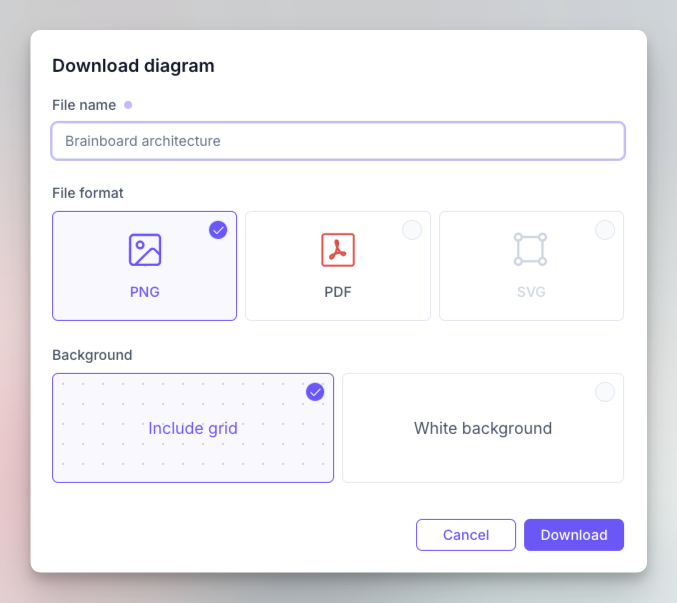 Download diagram
File name
Brainboard architecture
File format
PNG
PDF
SVG
Background
Include grid
White background
Cancel
Download